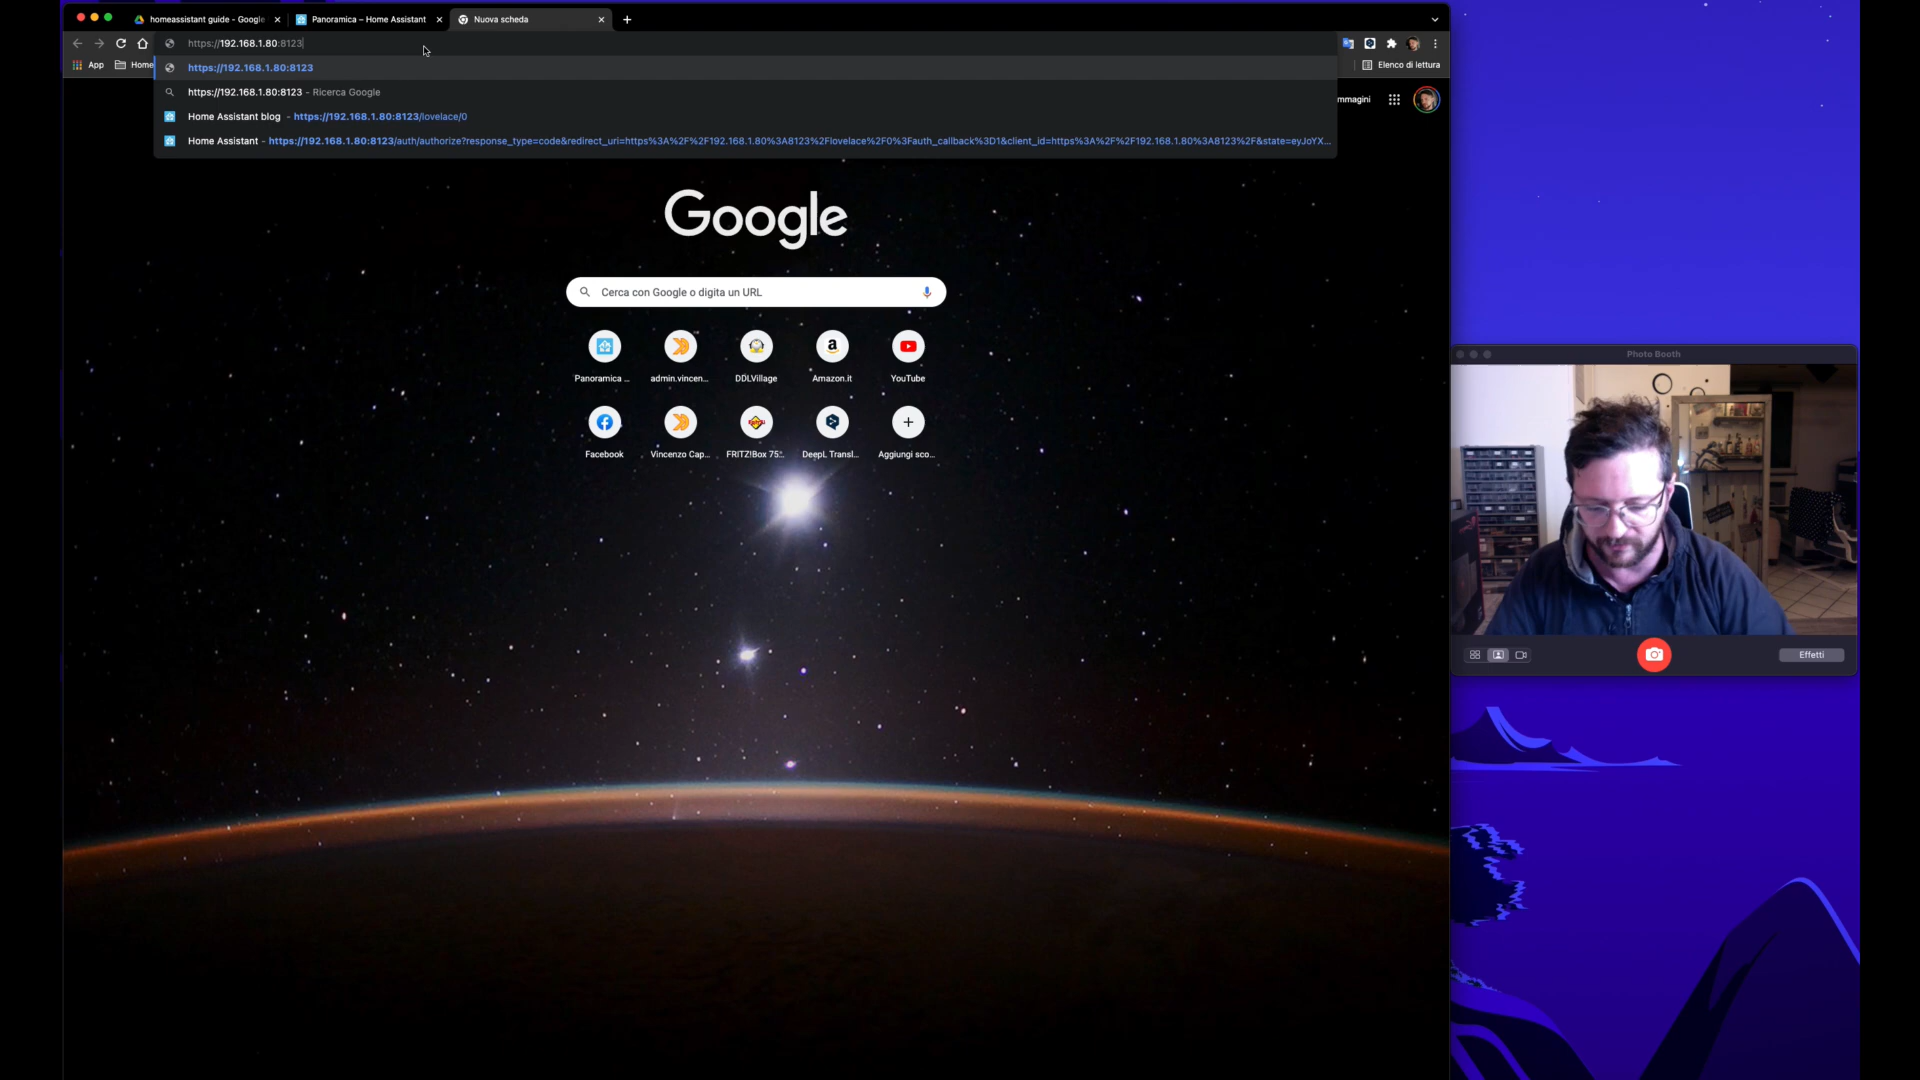 homeassistant guide - Google
Panoramica – Home Assistant
Nuova scheda
https://192.168.1.80:8123
App
Home
Elenco di lettura
https://192.168.1.80:8123
https://192.168.1.80:8123 - Ricerca Google
Home Assistant blog - https://192.168.1.80:8123/lovelace/0
Home Assistant - https://192.168.1.80:8123/auth/authorize?response_type=code&redirect_uri=https%3A%2F%2F192.168.1.80%3A8123%2Flovelace%2F0%3Fauth_callback%3D1&client_id=https%3A%2F%2F192.168.1.80%3A8123%2F&state=eyJoYX...
mmagini
Google
Cerca con Google o digita un URL
Panoramica ...
admin.vincen...
DDLVillage
Amazon.it
YouTube
Facebook
Vincenzo Cap...
FRITZ!Box 75...
DeepL Transl...
Aggiungi sco...
Photo Booth
Effetti